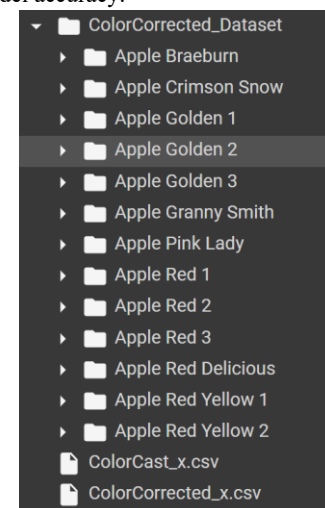 ColorCorrected_Dataset
Apple Braeburn
Apple Crimson Snow
Apple Golden 1
Apple Golden 2
Apple Golden 3
Apple Granny Smith
Apple Pink Lady
Apple Red 1
Apple Red 2
Apple Red 3
Apple Red Delicious
Apple Red Yellow 1
Apple Red Yellow 2
ColorCast_x.csv
ColorCorrected_x.csv